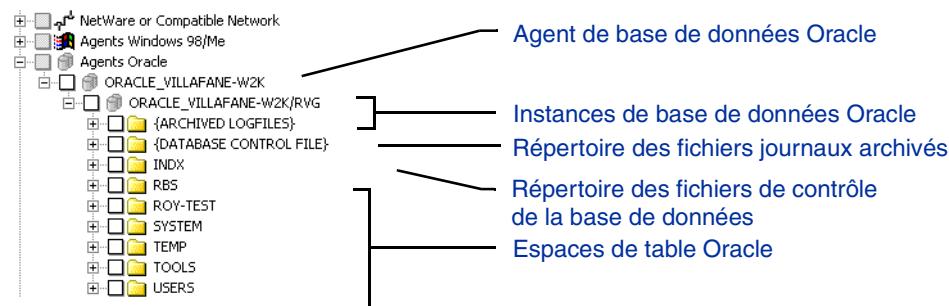 NetWare or Compatible Network
Agents Windows 98/Me
Agents Oracle
ORACLE_VILLAFANE-W2K
ORACLE_VILLAFANE-W2K/RVG
{ARCHIVED LOGFILES}
{DATABASE CONTROL FILE}
INDX
RBS
ROY-TEST
SYSTEM
TEMP
TOOLS
USERS
Agent de base de données Oracle
Instances de base de données Oracle
Répertoire des fichiers journaux archivés
Répertoire des fichiers de contrôle
de la base de données
Espaces de table Oracle